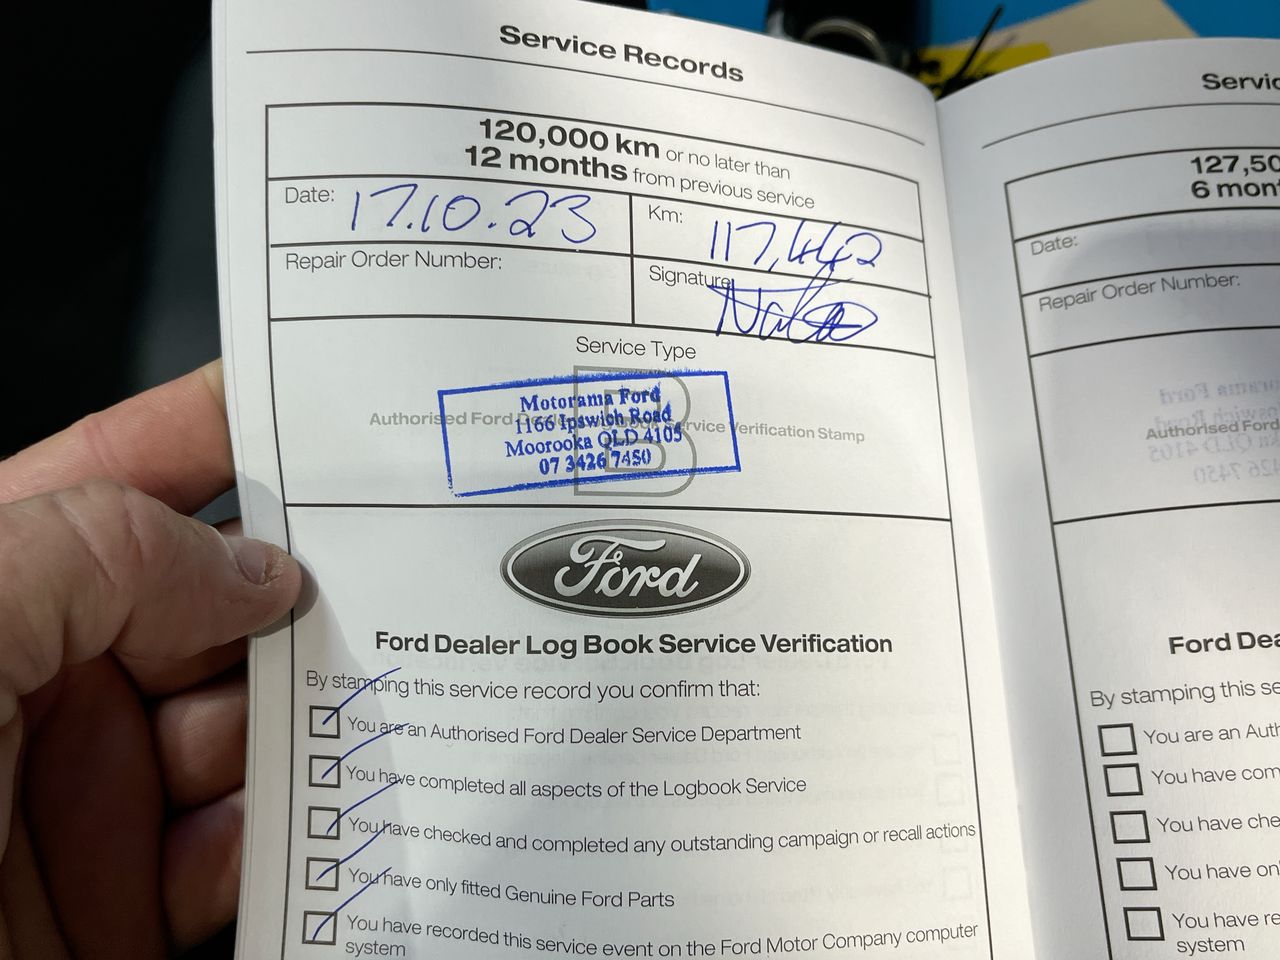 Service Records
120,000 km or no later than
12 months from previous service
Date: 17.10.23
Km: 117,442
Repair Order Number:
Signature
Service Type
B
Authorised Ford Service Verification Stamp
Motorama Ford
1166 Ipswich Road
Moorooka QLD 4105
07 3426 7450
Ford
Ford Dealer Log Book Service Verification
By stamping this service record you confirm that:
You are an Authorised Ford Dealer Service Department
You have completed all aspects of the Logbook Service
You have checked and completed any outstanding campaign or recall actions
You have only fitted Genuine Ford Parts
You have recorded this service event on the Ford Motor Company computer
system
127,50
6 mon
Date:
Repair Order Number:
Authorised Ford
Ford Dea
By stamping this se
You are an Auth
You have com
You have che
You have on
You have re
system